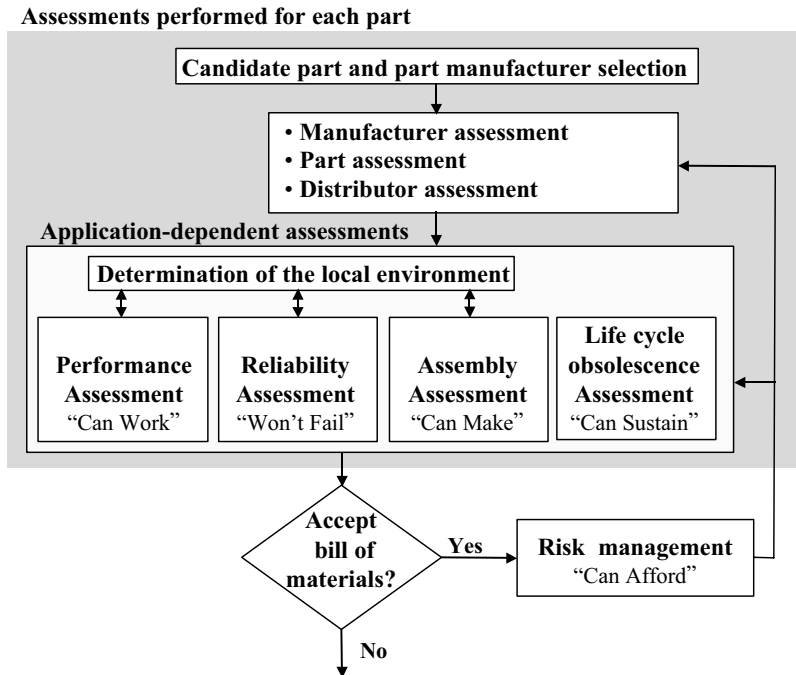 Assessments performed for each part
Candidate part and part manufacturer selection
• Manufacturer assessment
• Part assessment
• Distributor assessment
Application-dependent assessments
Determination of the local environment
Performance
Assessment
“Can Work”
Reliability
Assessment
“Won’t Fail”
Assembly
Assessment
“Can Make”
Life cycle
obsolescence
Assessment
“Can Sustain”
Accept
bill of
materials?
Yes
Risk management
“Can Afford”
No